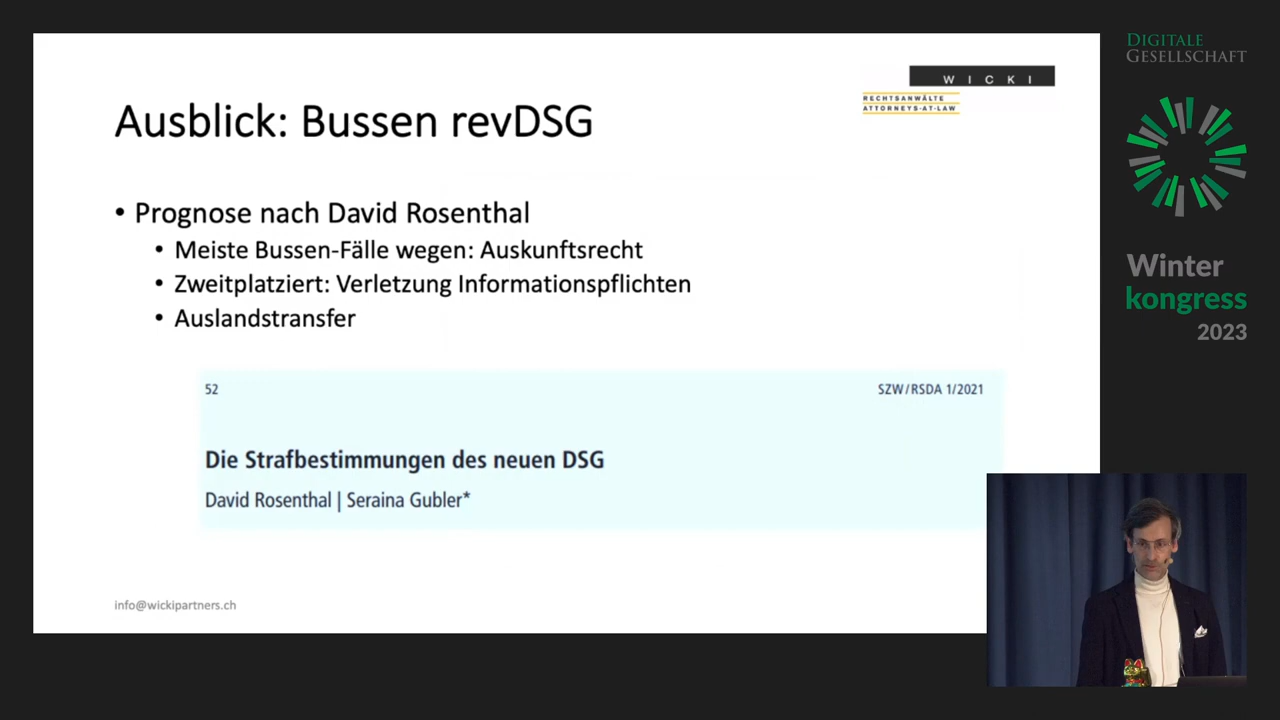 Ausblick: Bussen revDSG
WICKI
RECHTSANWÄLTE
ATTORNEYS-AT-LAW
• Prognose nach David Rosenthal
• Meiste Bussen-Fälle wegen: Auskunftsrecht
• Zweitplatziert: Verletzung Informationspflichten
• Auslandstransfer
52
SZW/RSDA 1/2021
Die Strafbestimmungen des neuen DSG
David Rosenthal | Seraina Gubler*
info@wickipartners.ch
DIGITALE
GESELLSCHAFT
Winter
kongress
2023